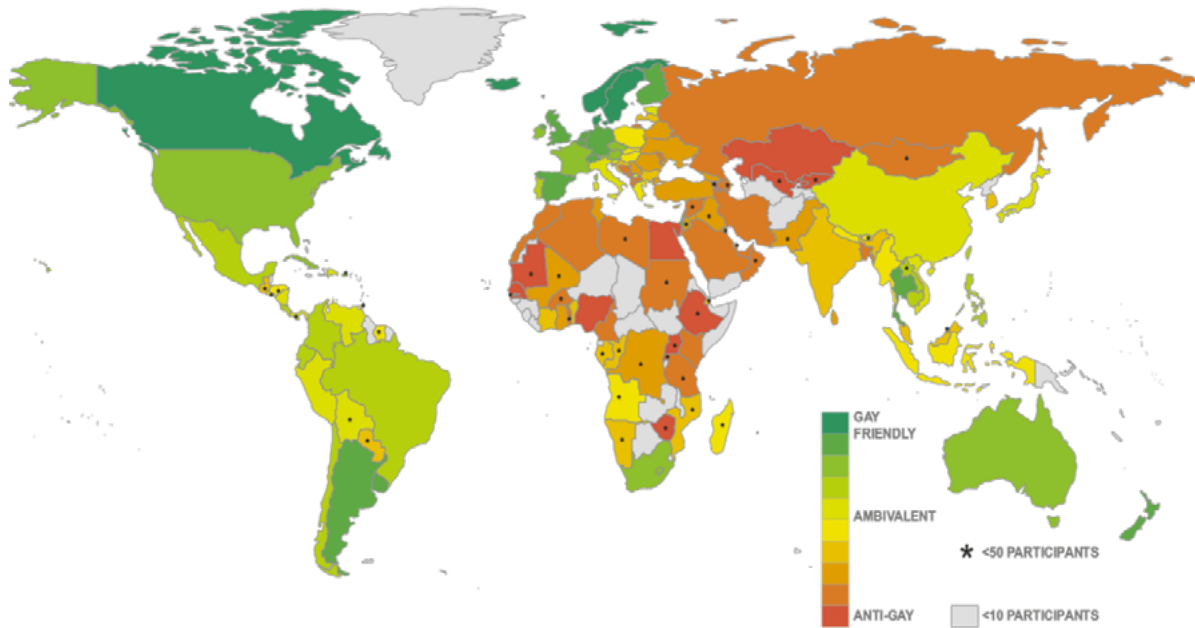 GAY
FRIENDLY
AMBIVALENT
* <50 PARTICIPANTS
ANTI-GAY
<10 PARTICIPANTS